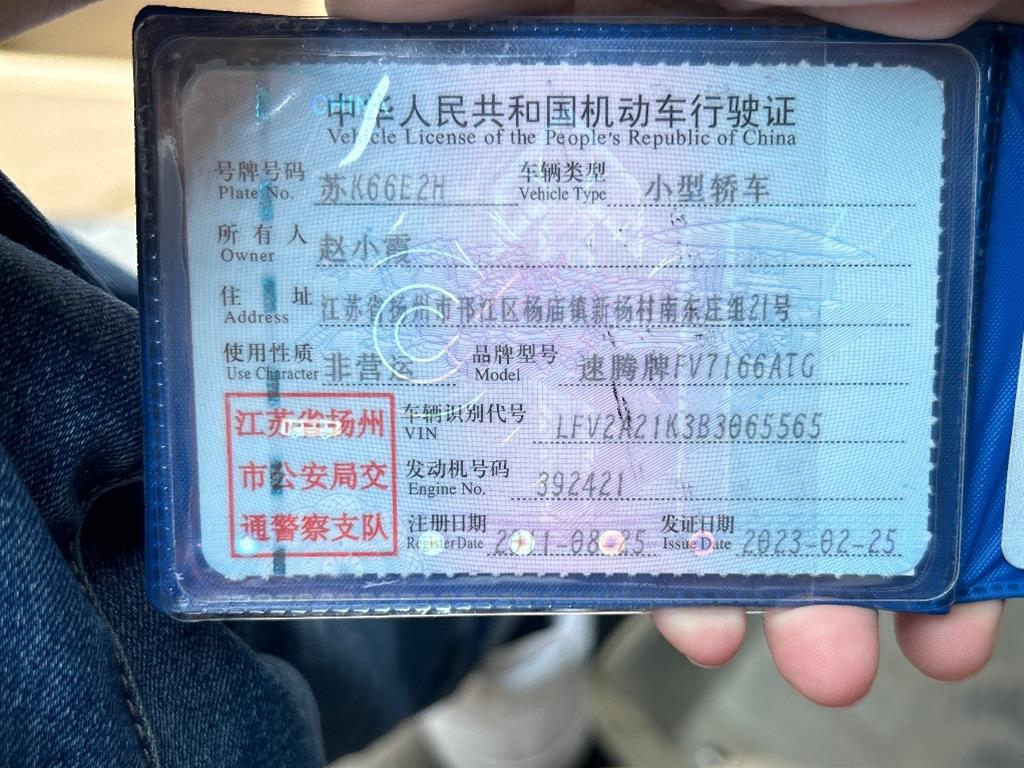 中华人民共和国机动车行驶证
Vehicle License of the People's Republic of China
号牌号码 苏K66E2H 车辆类型 小型轿车
Plate No. Vehicle Type
所有人 赵小霞
Owner
住址 江苏省扬州市邗江区杨庙镇新杨村南东庄组21号
Address
使用性质 非营运 品牌型号 速腾牌FV7166ATG
Use Character Model
江苏省扬州
市公安局交
通警察支队
车辆识别代号 LFV2A21K3B3065565
VIN
发动机号码 392421
Engine No.
注册日期 2011-08-25 发证日期 2023-02-25
Register Date Issue Date